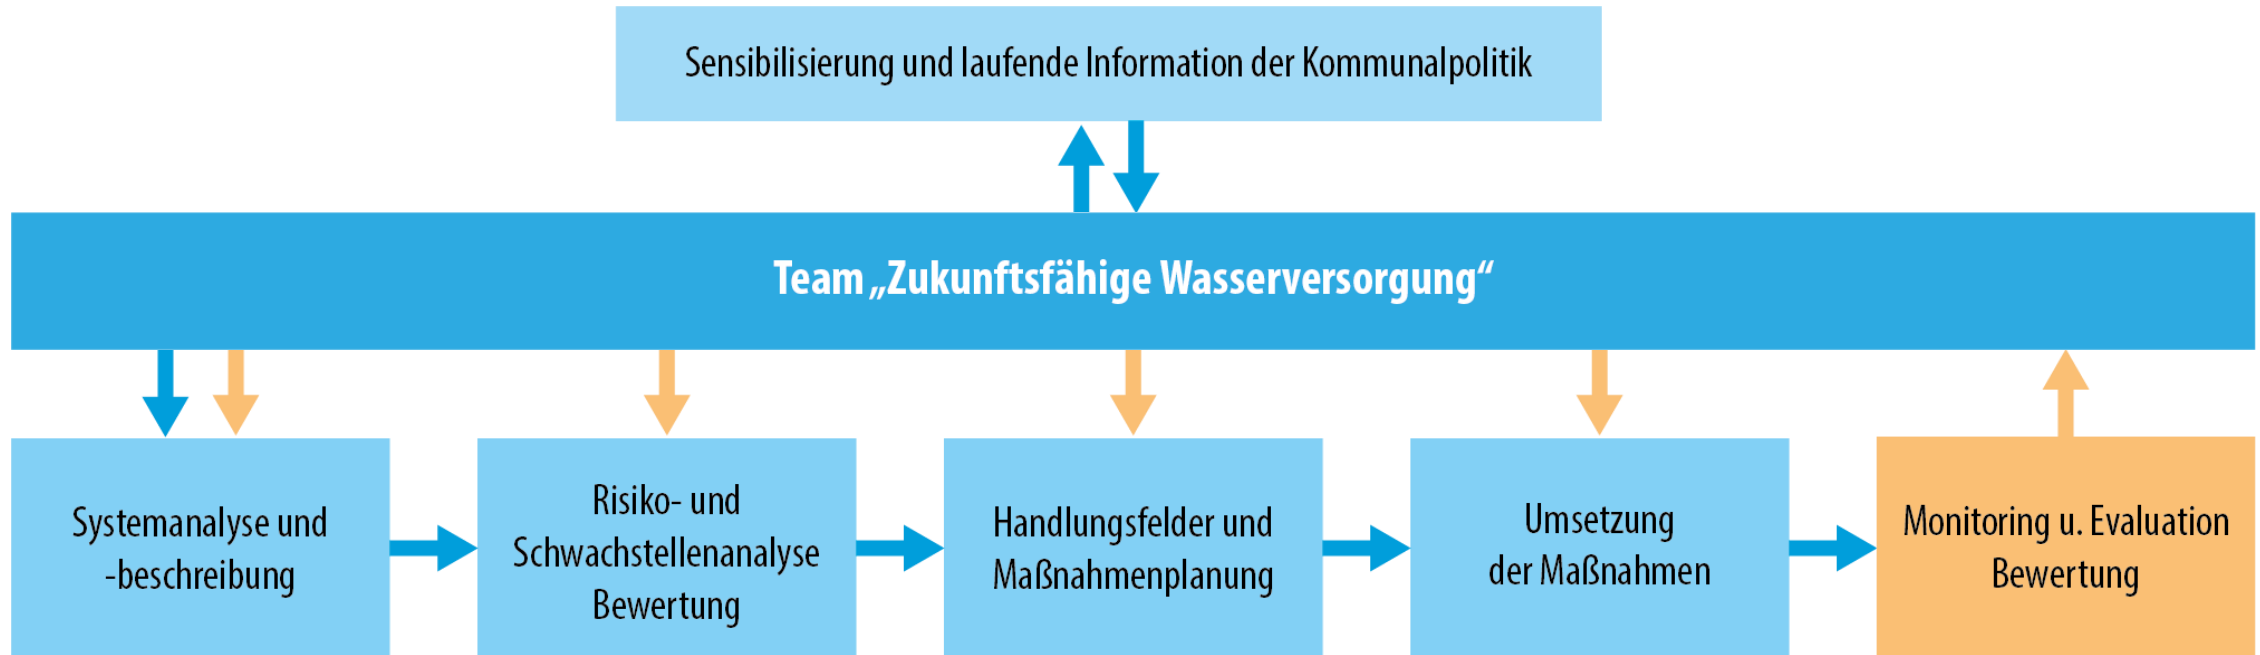 Sensibilisierung und laufende Information der Kommunalpolitik
Team „Zukunftsfähige Wasserversorgung“
Systemanalyse und
-beschreibung
Risiko- und
Schwachstellenanalyse
Bewertung
Handlungsfelder und
Maßnahmenplanung
Umsetzung
der Maßnahmen
Monitoring u. Evaluation
Bewertung